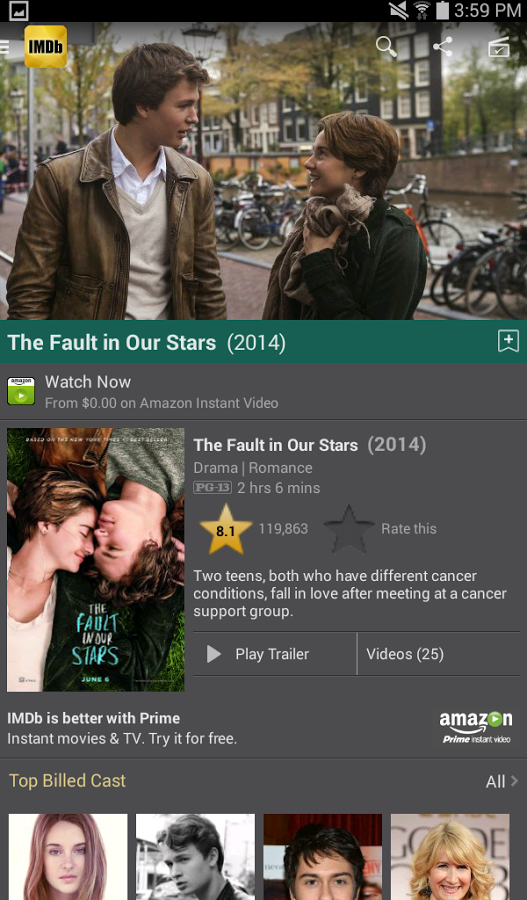 3:59 PM
IMDb
The Fault in Our Stars (2014)
amazon
Watch Now
From $0.00 on Amazon Instant Video
BASED ON THE NEW YORK TIMES BEST SELLER
THE
FAULT
IN OUR
STARS
JUNE 6
The Fault in Our Stars (2014)
Drama | Romance
PG-13 2 hrs 6 mins
8.1 119,863 Rate this
Two teens, both who have different cancer
conditions, fall in love after meeting at a cancer
support group.
Play Trailer Videos (25)
IMDb is better with Prime
Instant movies & TV. Try it for free.
amazon
Prime instant video
Top Billed Cast All